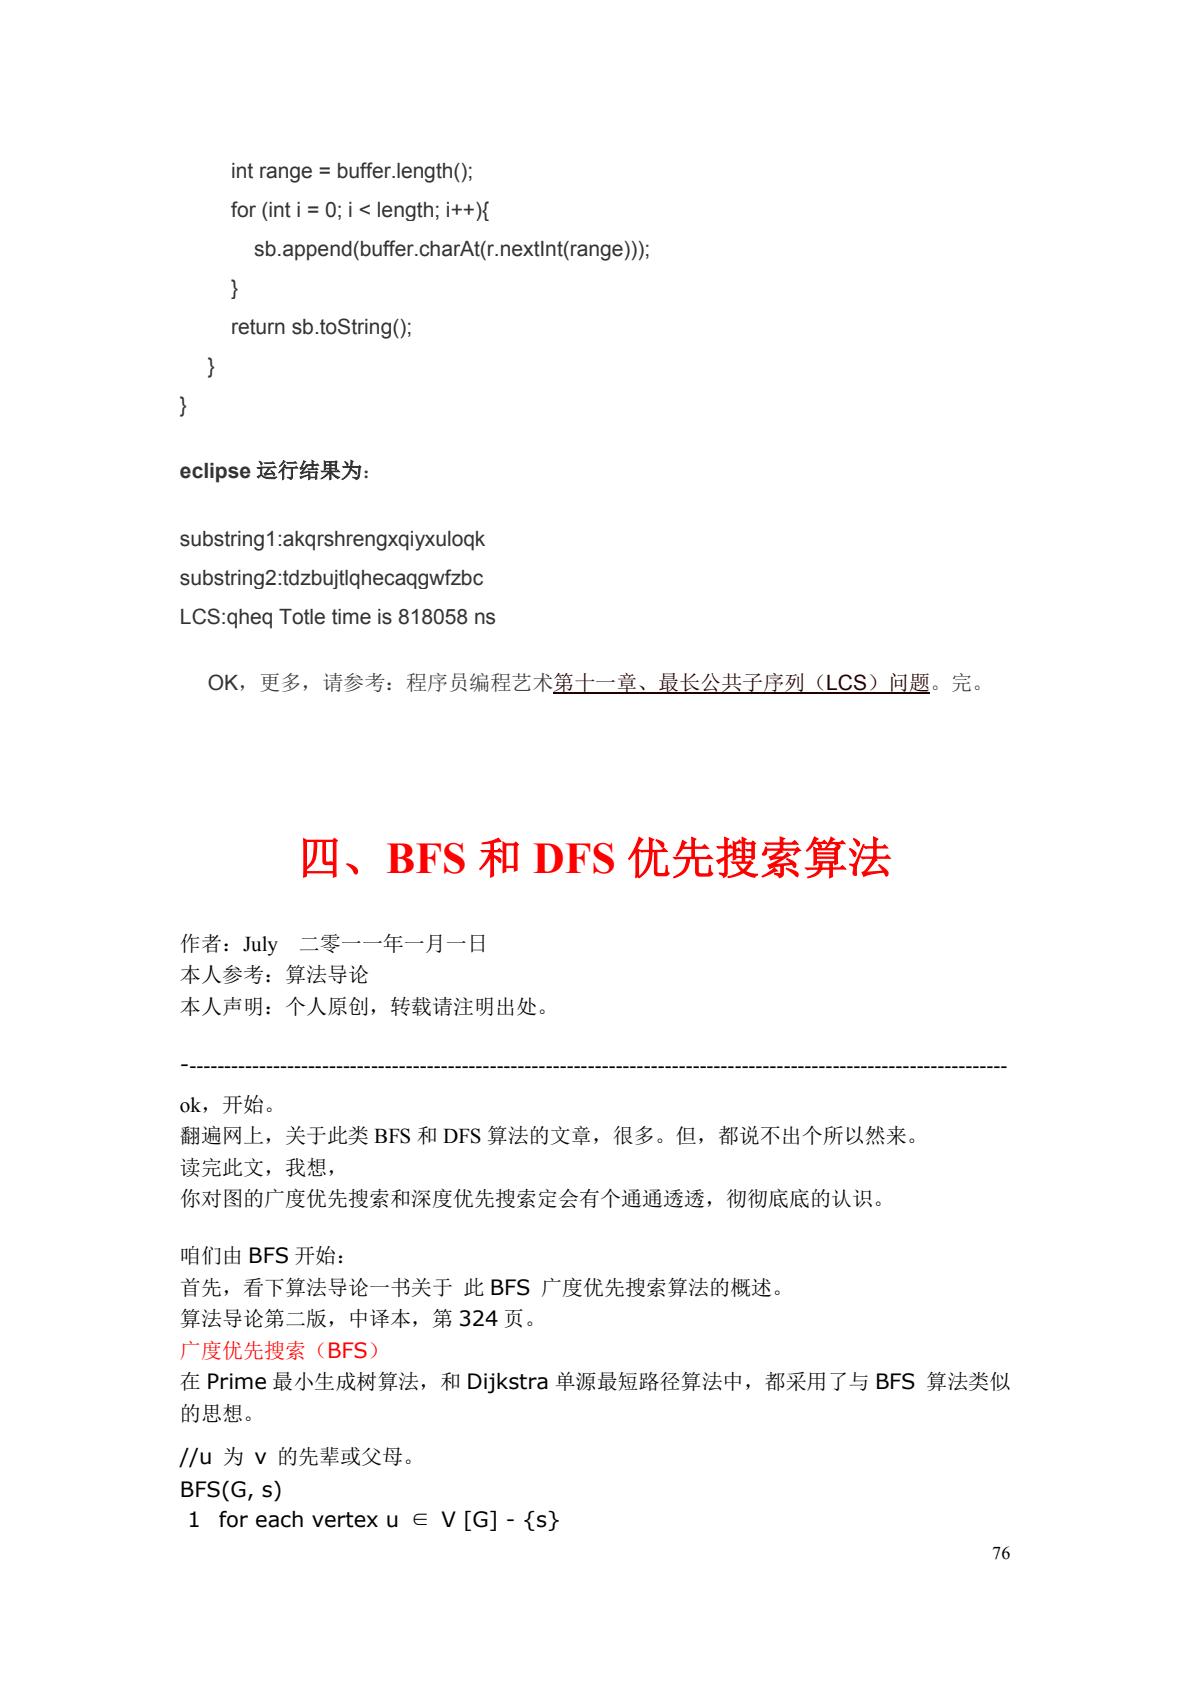 int range = buffer.length();
for (int i = 0; i < length; i++){
sb.append(buffer.charAt(r.nextInt(range)));
}
return sb.toString();
}
}
eclipse 运行结果为:
substring1:akqrshrengxqiyxuloqk
substring2:tdzbujtlqhecaqgwfzbc
LCS:qheq Totle time is 818058 ns
OK，更多，请参考：程序员编程艺术第十一章、最长公共子序列（LCS）问题。完。
四、BFS 和 DFS 优先搜索算法
作者：July 二零一一年一月一日
本人参考：算法导论
本人声明：个人原创，转载请注明出处。
---------------------------------------------------------------------------------------------------------------------
ok，开始。
翻遍网上，关于此类 BFS 和 DFS 算法的文章，很多。但，都说不出个所以然来。
读完此文，我想，
你对图的广度优先搜索和深度优先搜索定会有个通通透透，彻彻底底的认识。
咱们由 BFS 开始：
首先，看下算法导论一书关于 此 BFS 广度优先搜索算法的概述。
算法导论第二版，中译本，第 324 页。
广度优先搜索（BFS）
在 Prime 最小生成树算法，和 Dijkstra 单源最短路径算法中，都采用了与 BFS 算法类似
的思想。
//u 为 v 的先辈或父母。
BFS(G, s)
1 for each vertex u ∈ V [G] - {s}
76